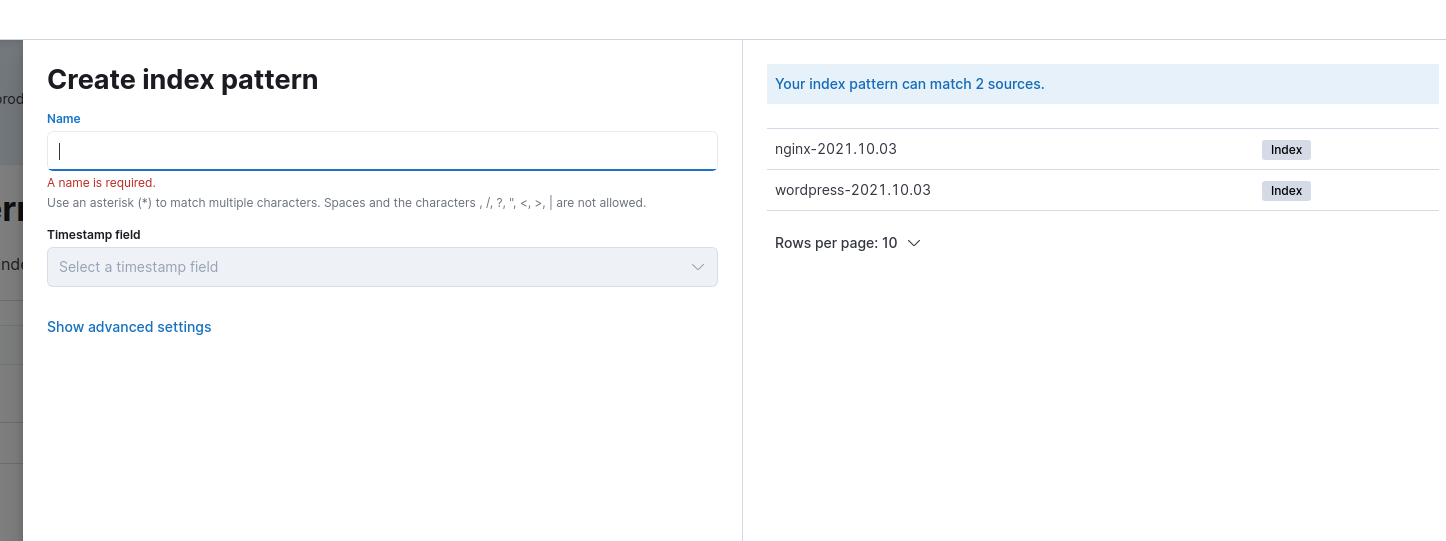 Create index pattern
Name
A name is required.
Use an asterisk (*) to match multiple characters. Spaces and the characters , /, ?, ", <, >, | are not allowed.
Timestamp field
Select a timestamp field
Show advanced settings
Your index pattern can match 2 sources.
nginx-2021.10.03 Index
wordpress-2021.10.03 Index
Rows per page: 10